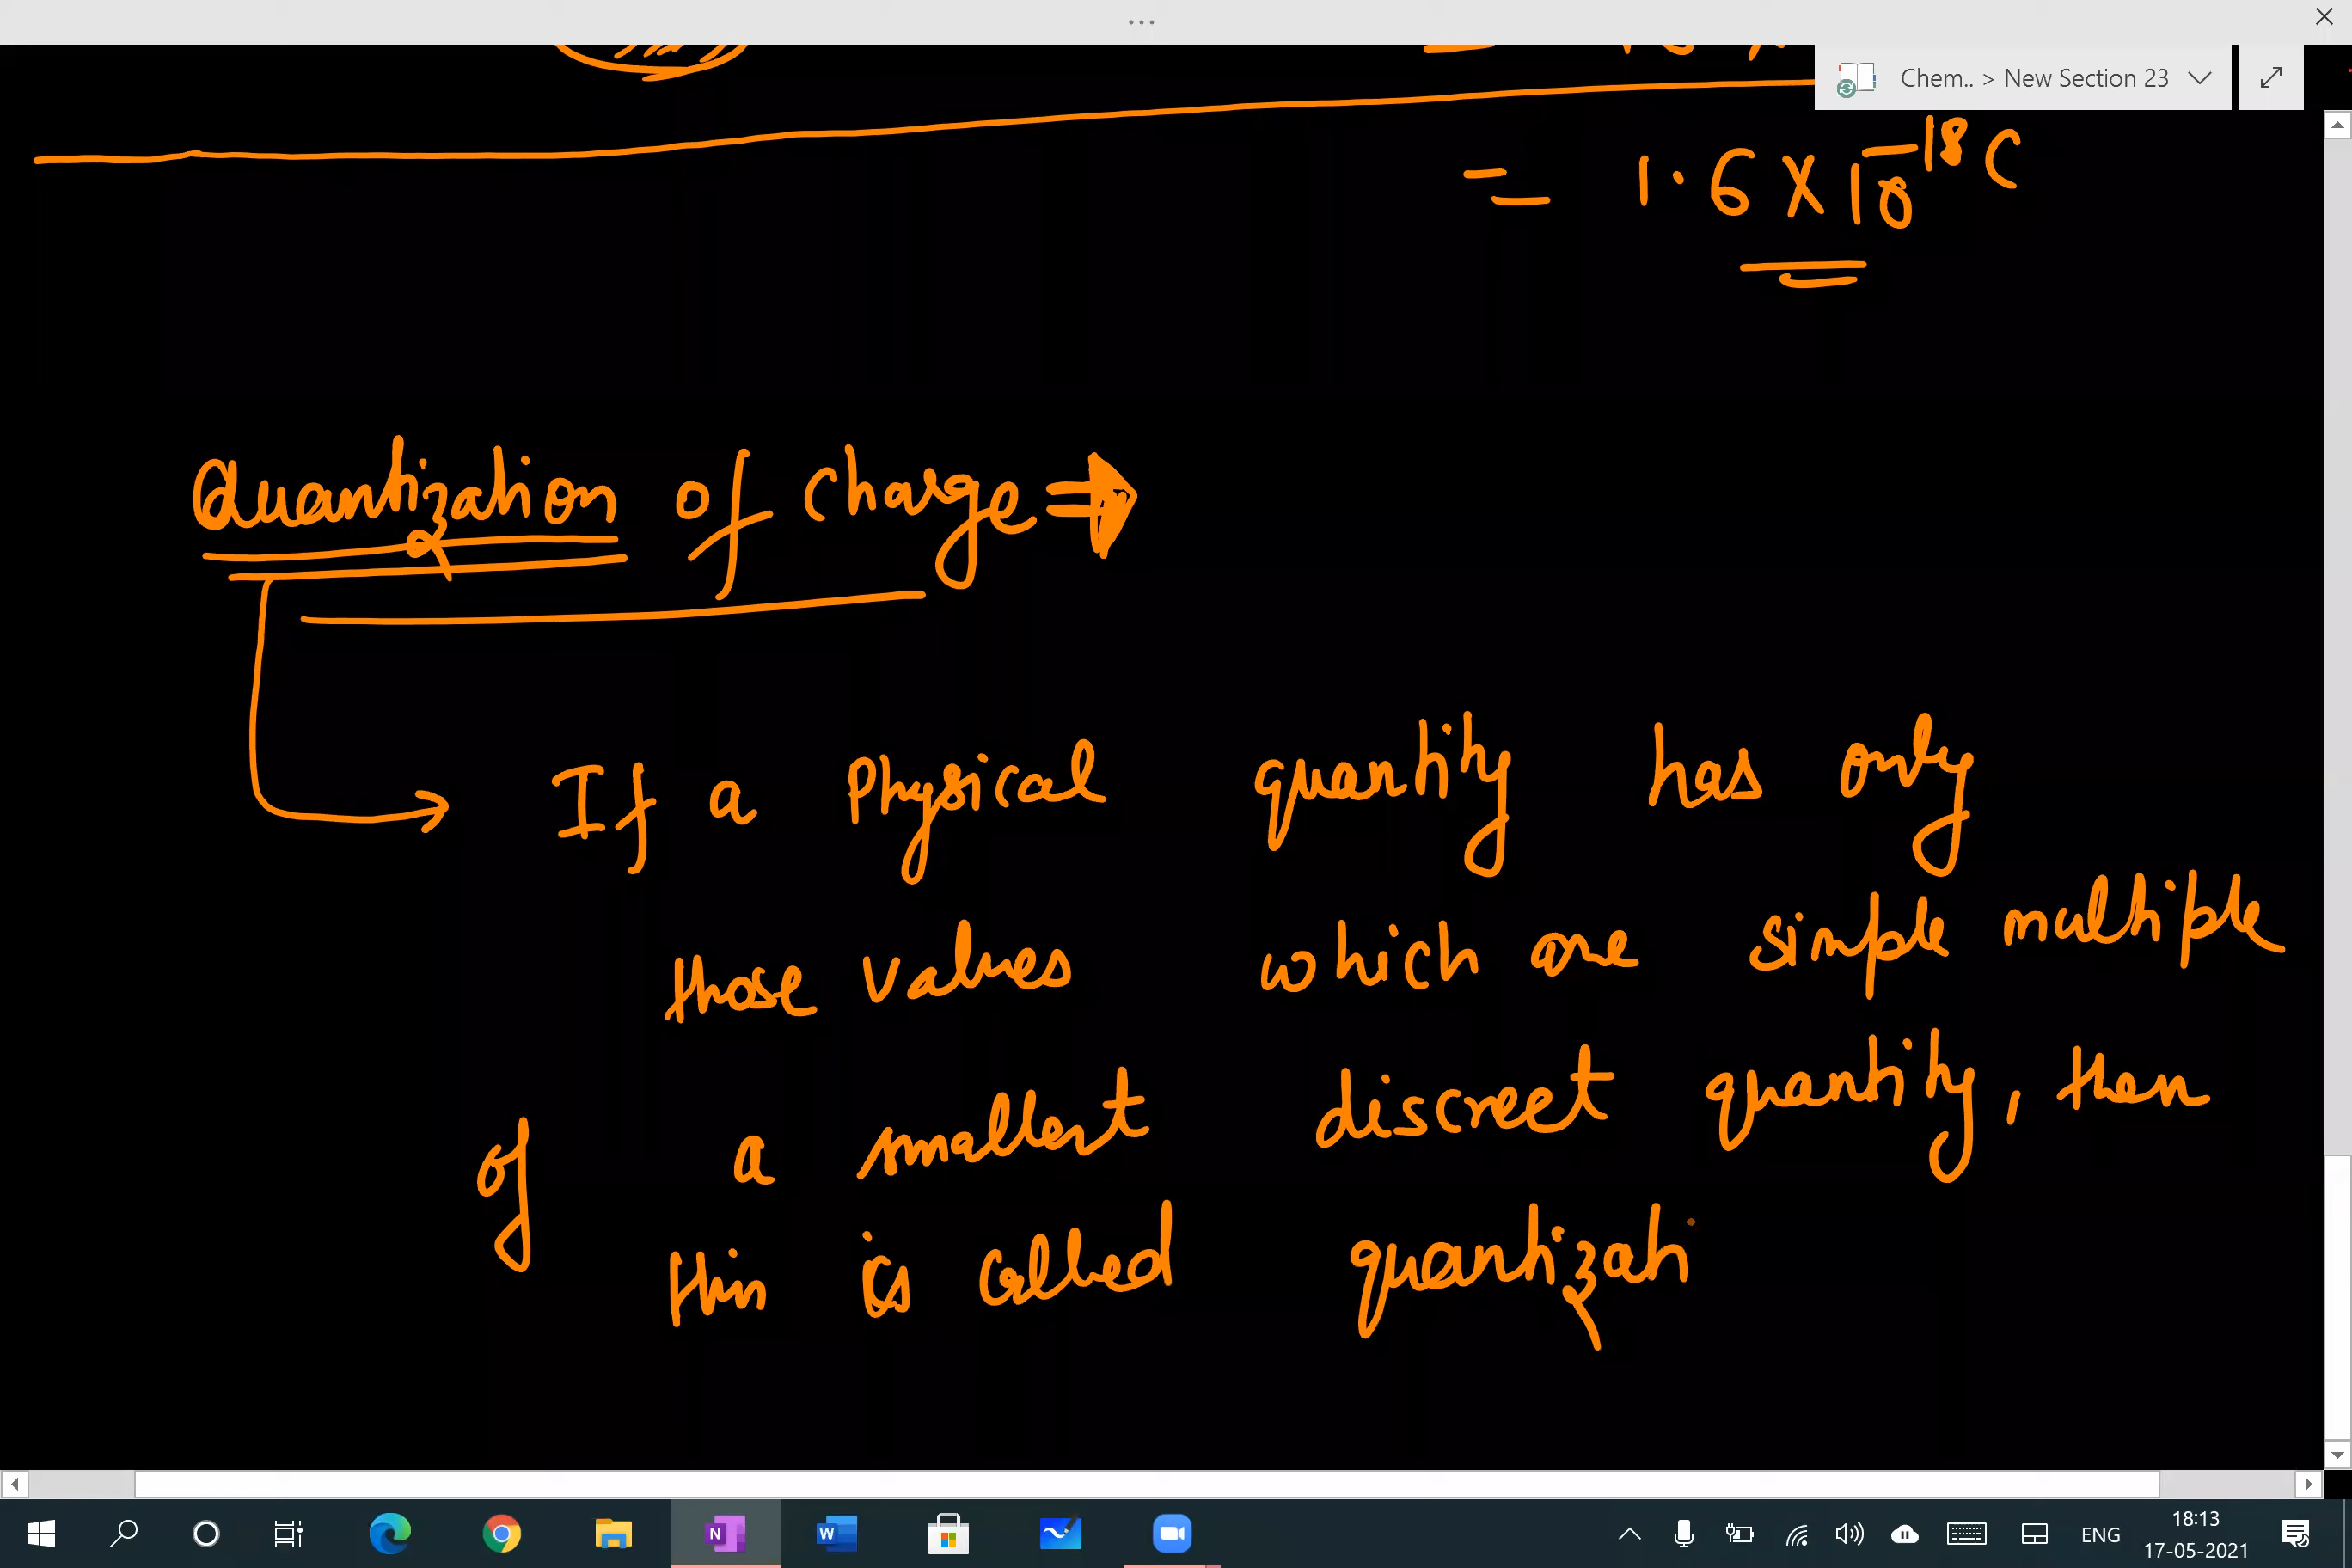 Chem.. > New Section 23
= 1.6 X 10⁻¹⁸ C
Quantization of charge ⇒
→ If a Physical quantity has only
those values which are simple multiple
of a smallest discreet quantity, then
this is called quantizati
ENG
18:13
17-05-2021